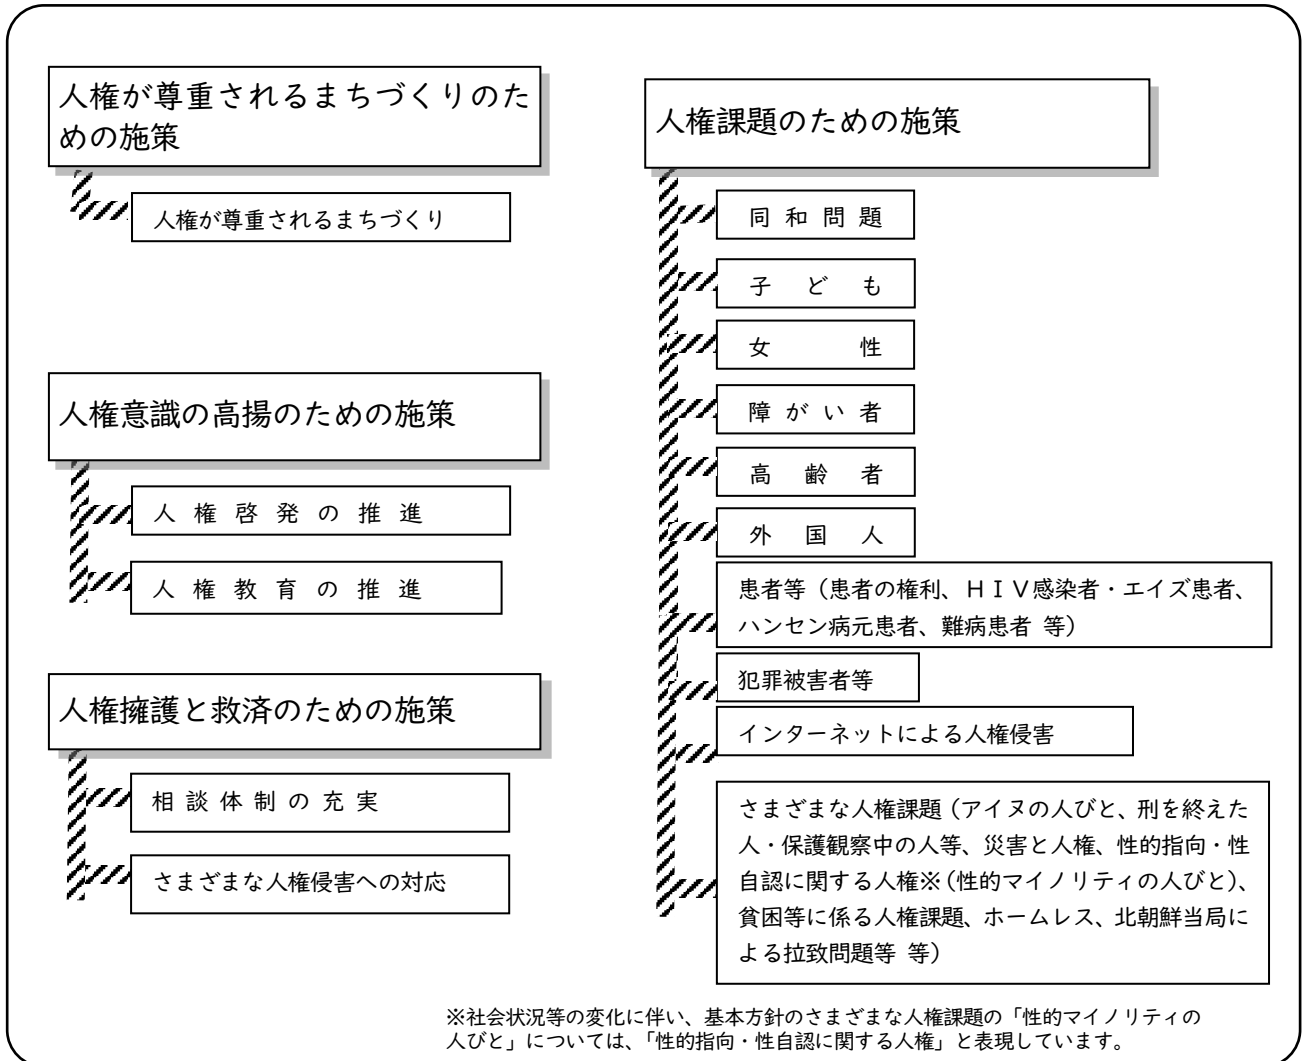 人権が尊重されるまちづくりのた
めの施策
人権が尊重されるまちづくり
人権意識の高揚のための施策
人権啓発の推進
人権教育の推進
人権擁護と救済のための施策
相談体制の充実
さまざまな人権侵害への対応
人権課題のための施策
同和問題
子ども
女性
障がい者
高齢者
外国人
患者等（患者の権利、ＨＩＶ感染者・エイズ患者、
ハンセン病元患者、難病患者 等）
犯罪被害者等
インターネットによる人権侵害
さまざまな人権課題（アイヌの人びと、刑を終えた
人・保護観察中の人等、災害と人権、性的指向・性
自認に関する人権※（性的マイノリティの人びと）、
貧困等に係る人権課題、ホームレス、北朝鮮当局に
よる拉致問題等 等）
※社会状況等の変化に伴い、基本方針のさまざまな人権課題の「性的マイノリティの
人びと」については、「性的指向・性自認に関する人権」と表現しています。